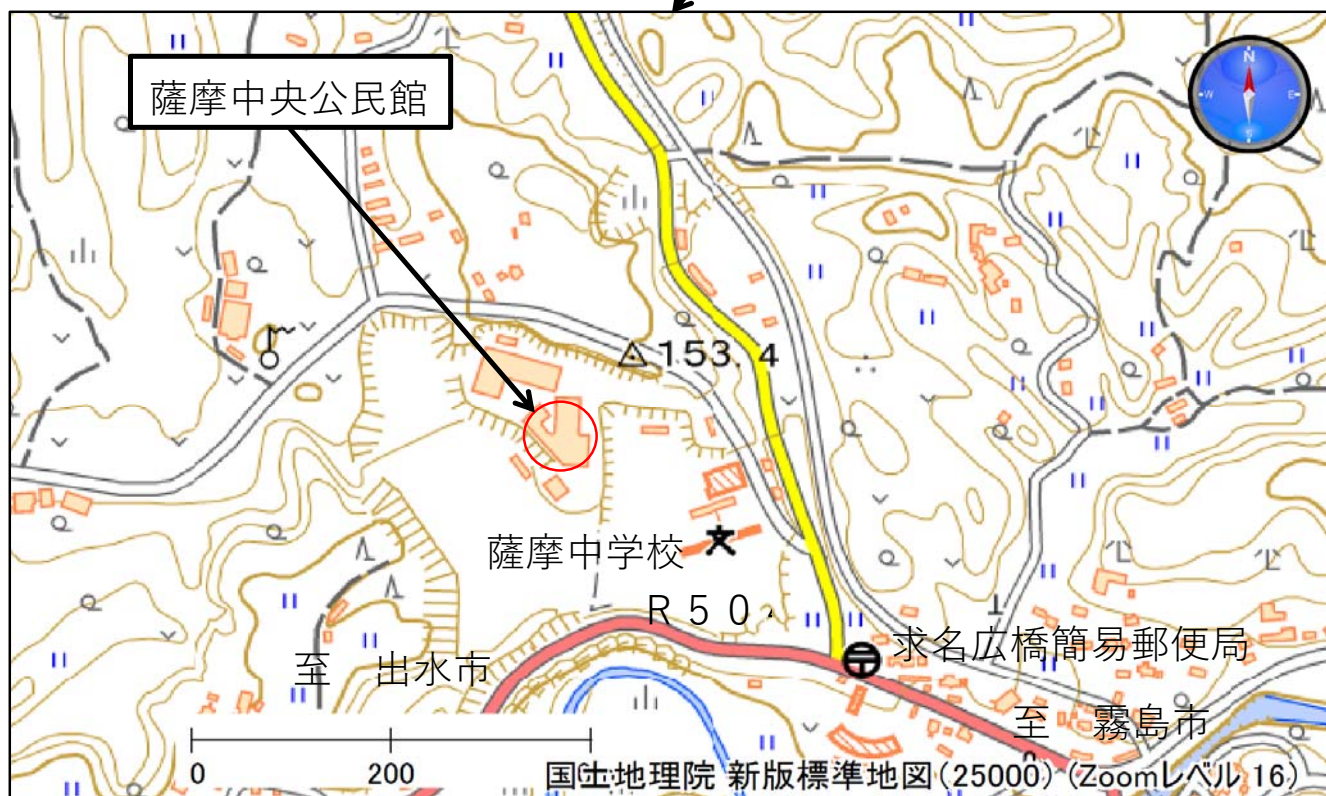 N
W
E
S
薩摩中央公民館
153.4
薩摩中学校
R50
求名広橋簡易郵便局
至 出水市
至 霧島市
0
200
国土地理院 新版標準地図(25000) (Zoomレベル 16)